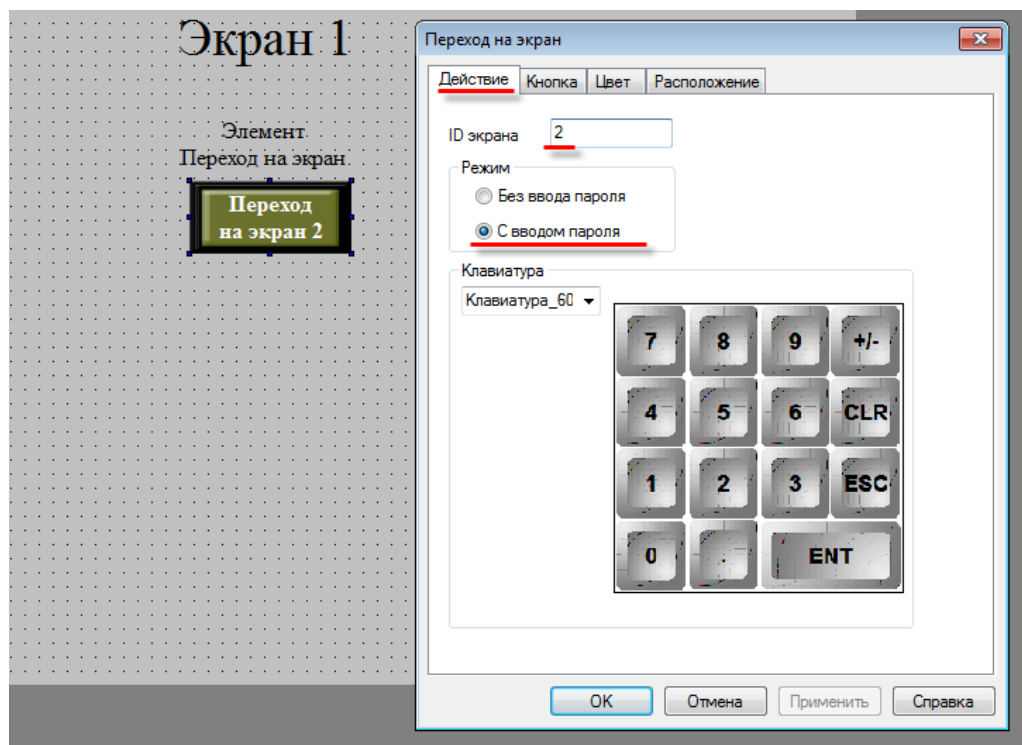 Экран 1
Элемент
Переход на экран
Переход
на экран 2
Переход на экран
Действие Кнопка Цвет Расположение
ID экрана 2
Режим
Без ввода пароля
С вводом пароля
Клавиатура
Клавиатура_60
7 8 9 +/-
4 5 6 CLR
1 2 3 ESC
0 . ENT
OK Отмена Применить Справка